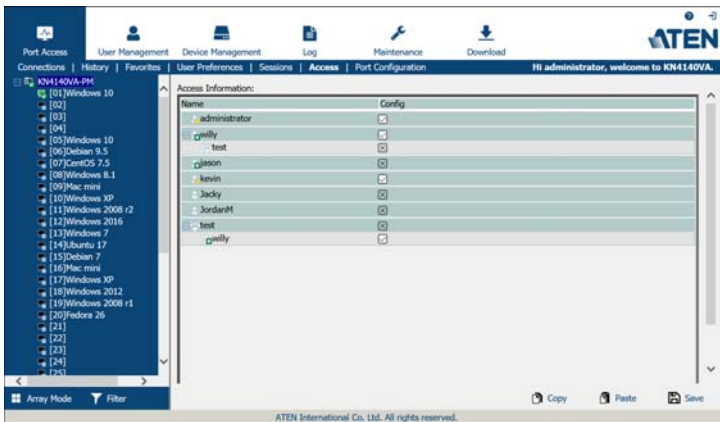 Port Access
User Management
Device Management
Log
Maintenance
Download
ATEN
Connections | History | Favorites | User Preferences | Sessions | Access | Port Configuration
Hi administrator, welcome to KN4140VA.
KN4140VA-PM
[01]Windows 10
[02]
[03]
[04]
[05]Windows 10
[06]Debian 9.5
[07]CentOS 7.5
[08]Windows 8.1
[09]Mac mini
[10]Windows XP
[11]Windows 2008 r2
[12]Windows 2016
[13]Windows 7
[14]Ubuntu 17
[15]Debian 7
[16]Mac mini
[17]Windows XP
[18]Windows 2012
[19]Windows 2008 r1
[20]Fedora 26
[21]
[22]
[23]
[24]
[25]
Access Information:
Name Config
administrator
willy
test
jason
kevin
Jacky
JordanM
test
willy
Array Mode
Filter
Copy
Paste
Save
ATEN International Co. Ltd. All rights reserved.